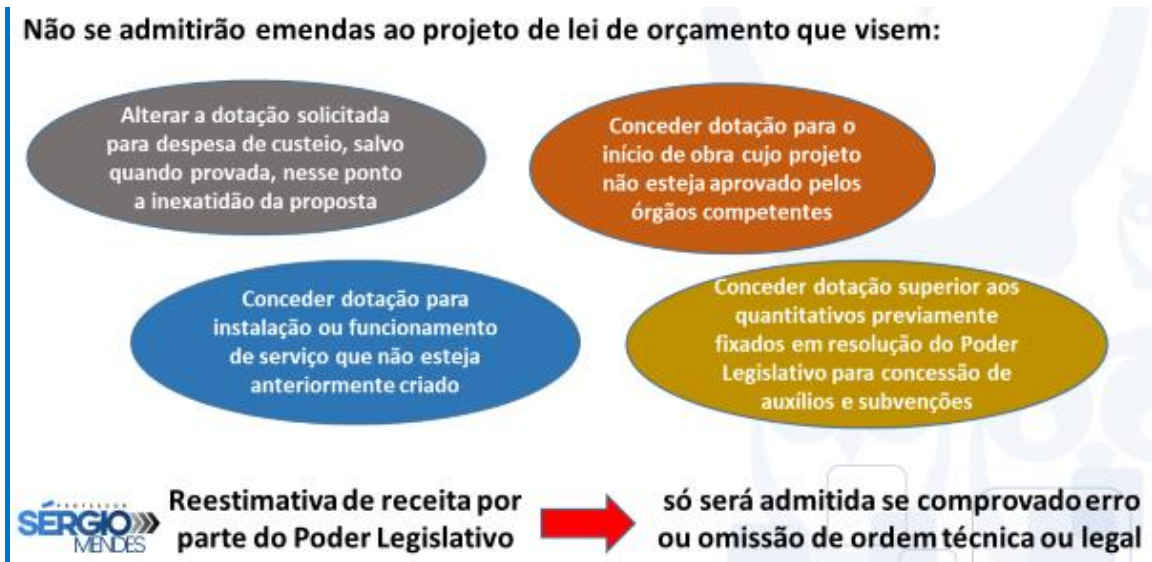 Não se admitirão emendas ao projeto de lei de orçamento que visem:
Alterar a dotação solicitada
para despesa de custeio, salvo
quando provada, nesse ponto
a inexatidão da proposta
Conceder dotação para o
início de obra cujo projeto
não esteja aprovado pelos
órgãos competentes
Conceder dotação para
instalação ou funcionamento
de serviço que não esteja
anteriormente criado
Conceder dotação superior aos
quantitativos previamente
fixados em resolução do Poder
Legislativo para concessão de
auxílios e subvenções
PROFESSOR
SÉRGIO
MENDES
Reestimativa de receita por
parte do Poder Legislativo
só será admitida se comprovado erro
ou omissão de ordem técnica ou legal